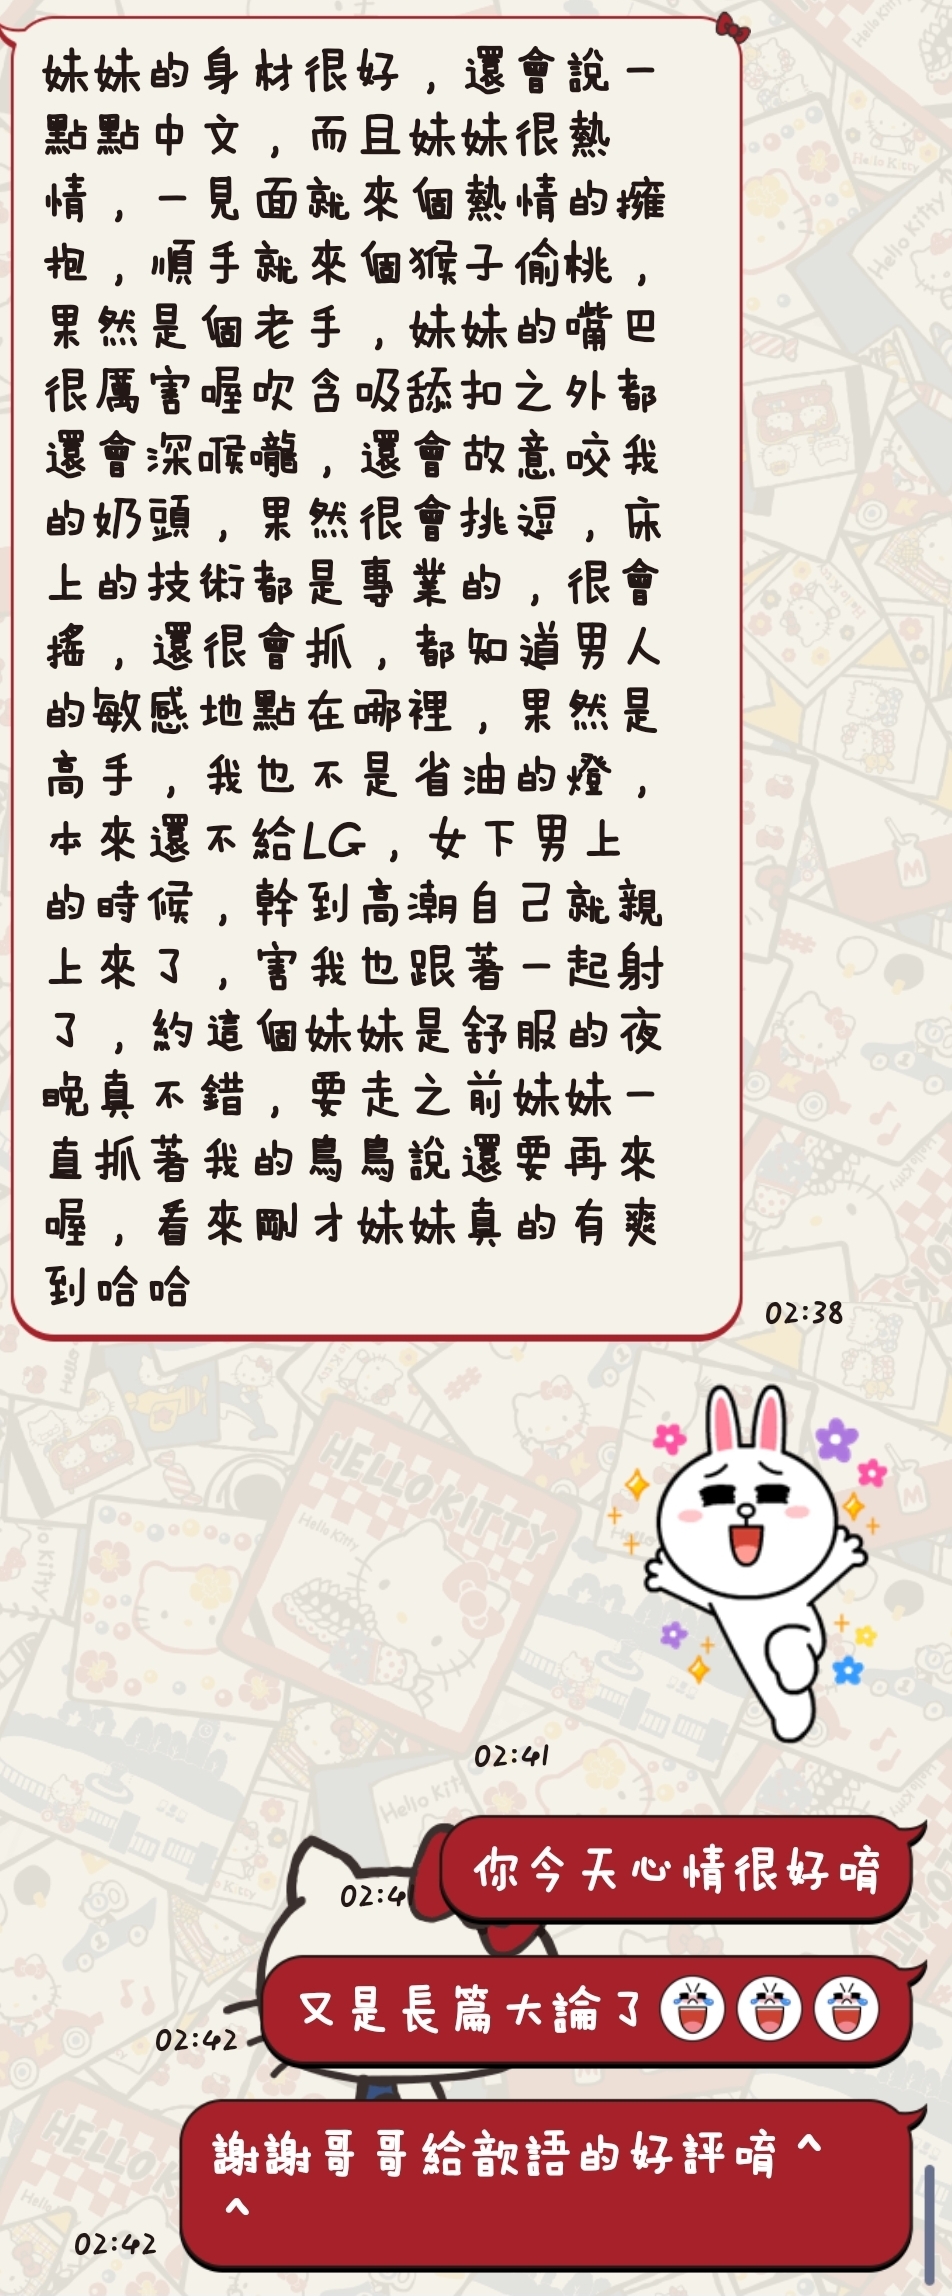 妹妹的身材很好，還會說一
點點中文，而且妹妹很熱
情，一見面就來個熱情的擁
抱，順手就來個猴子偷桃，
果然是個老手，妹妹的嘴巴
很厲害喔吹含吸舔扣之外都
還會深喉嚨，還會故意咬我
的奶頭，果然很會挑逗，床
上的技術都是專業的，很會
搖，還很會抓，都知道男人
的敏感地點在哪裡，果然是
高手，我也不是省油的燈，
本來還不給LG，女下男上
的時候，幹到高潮自己就親
上來了，害我也跟著一起射
了，約這個妹妹是舒服的夜
晚真不錯，要走之前妹妹一
直抓著我的鳥鳥說還要再來
喔，看來剛才妹妹真的有爽
到哈哈
02:38
02:41
你今天心情很好唷
又是長篇大論了
02:42
謝謝哥哥給歆語的好評唷^
^
02:42
HELLO KITTY
Hello Kitty